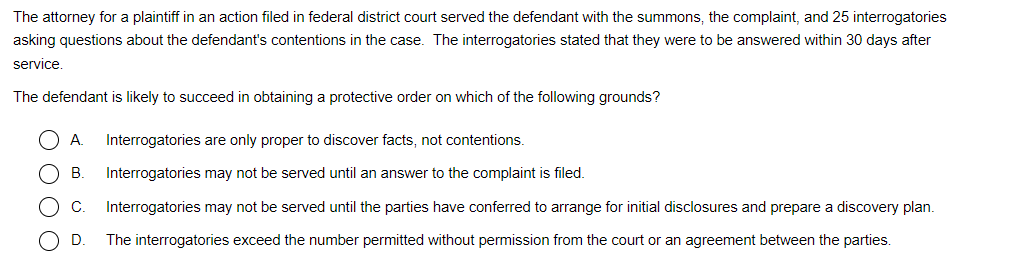 The attorney for a plaintiff in an action filed in federal district court served the defendant with the summons, the complaint, and 25 interrogatories
asking questions about the defendant's contentions in the case. The interrogatories stated that they were to be answered within 30 days after
service.
The defendant is likely to succeed in obtaining a protective order on which of the following grounds?
A. Interrogatories are only proper to discover facts, not contentions.
B. Interrogatories may not be served until an answer to the complaint is filed.
C. Interrogatories may not be served until the parties have conferred to arrange for initial disclosures and prepare a discovery plan.
D. The interrogatories exceed the number permitted without permission from the court or an agreement between the parties.